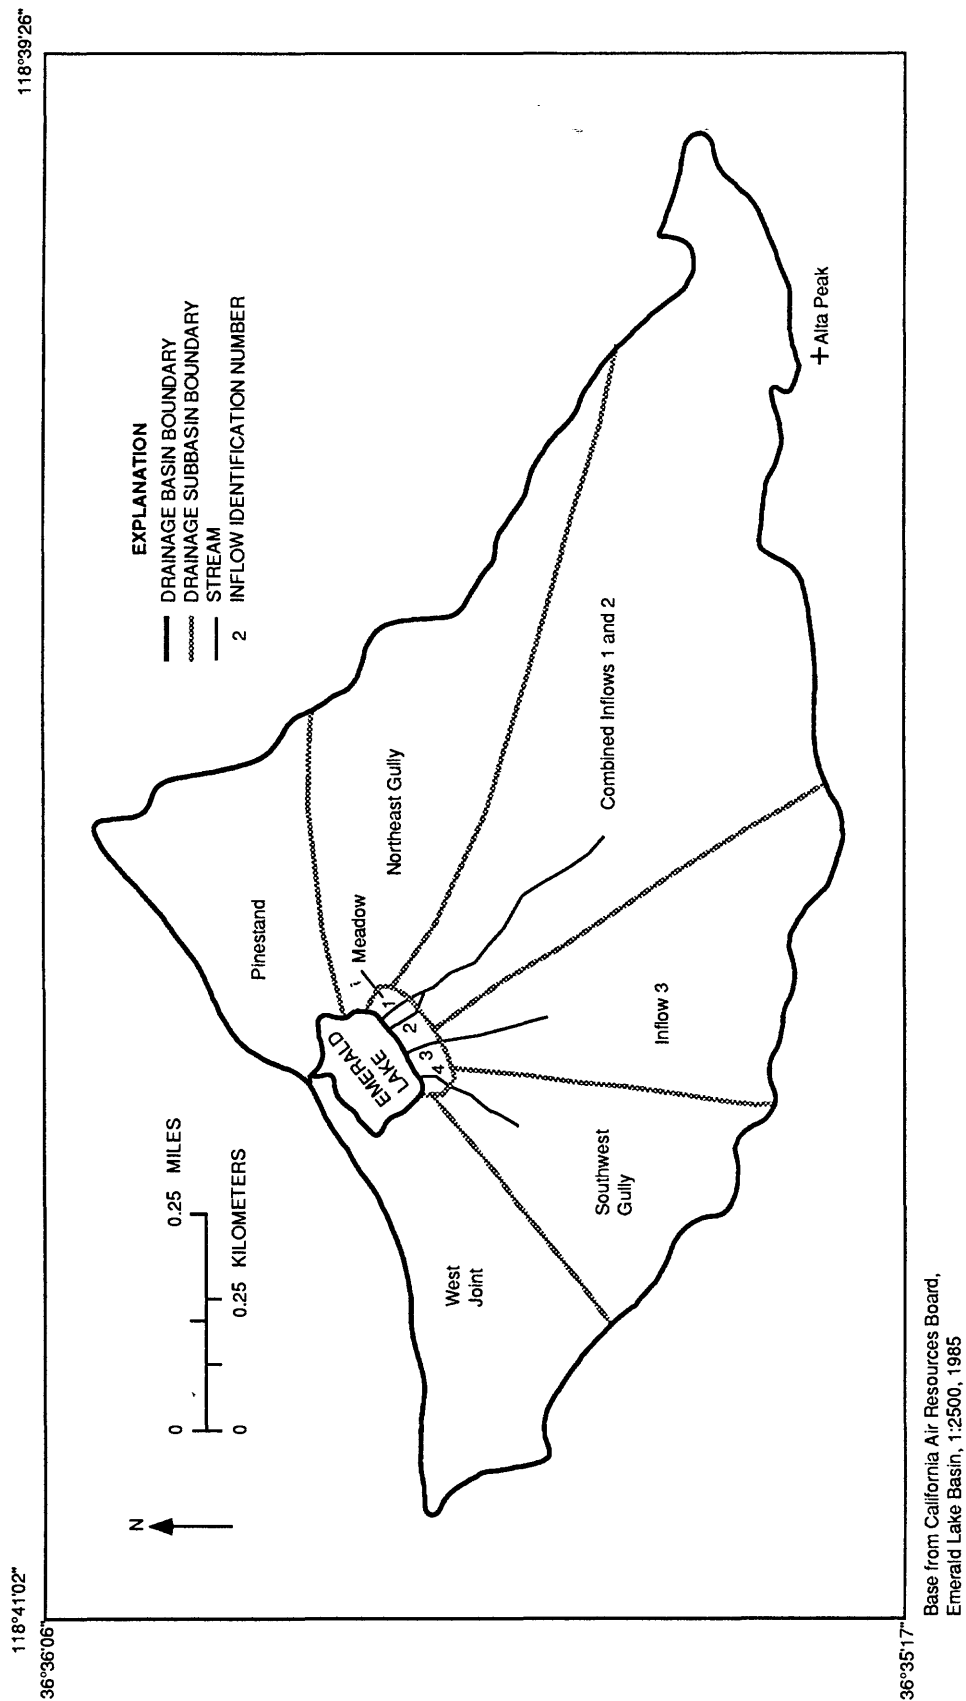 118°41'02"
118°39'26"
36°36'06"
N
0 0.25 MILES
0 0.25 KILOMETERS
EXPLANATION
DRAINAGE BASIN BOUNDARY
DRAINAGE SUBBASIN BOUNDARY
STREAM
2 INFLOW IDENTIFICATION NUMBER
Pinestand
Meadow
Northeast Gully
EMERALD
LAKE
1
2
3
4
West
Joint
Southwest
Gully
Inflow 3
Combined Inflows 1 and 2
+ Alta Peak
36°35'17"
Base from California Air Resources Board,
Emerald Lake Basin, 1:2500, 1985